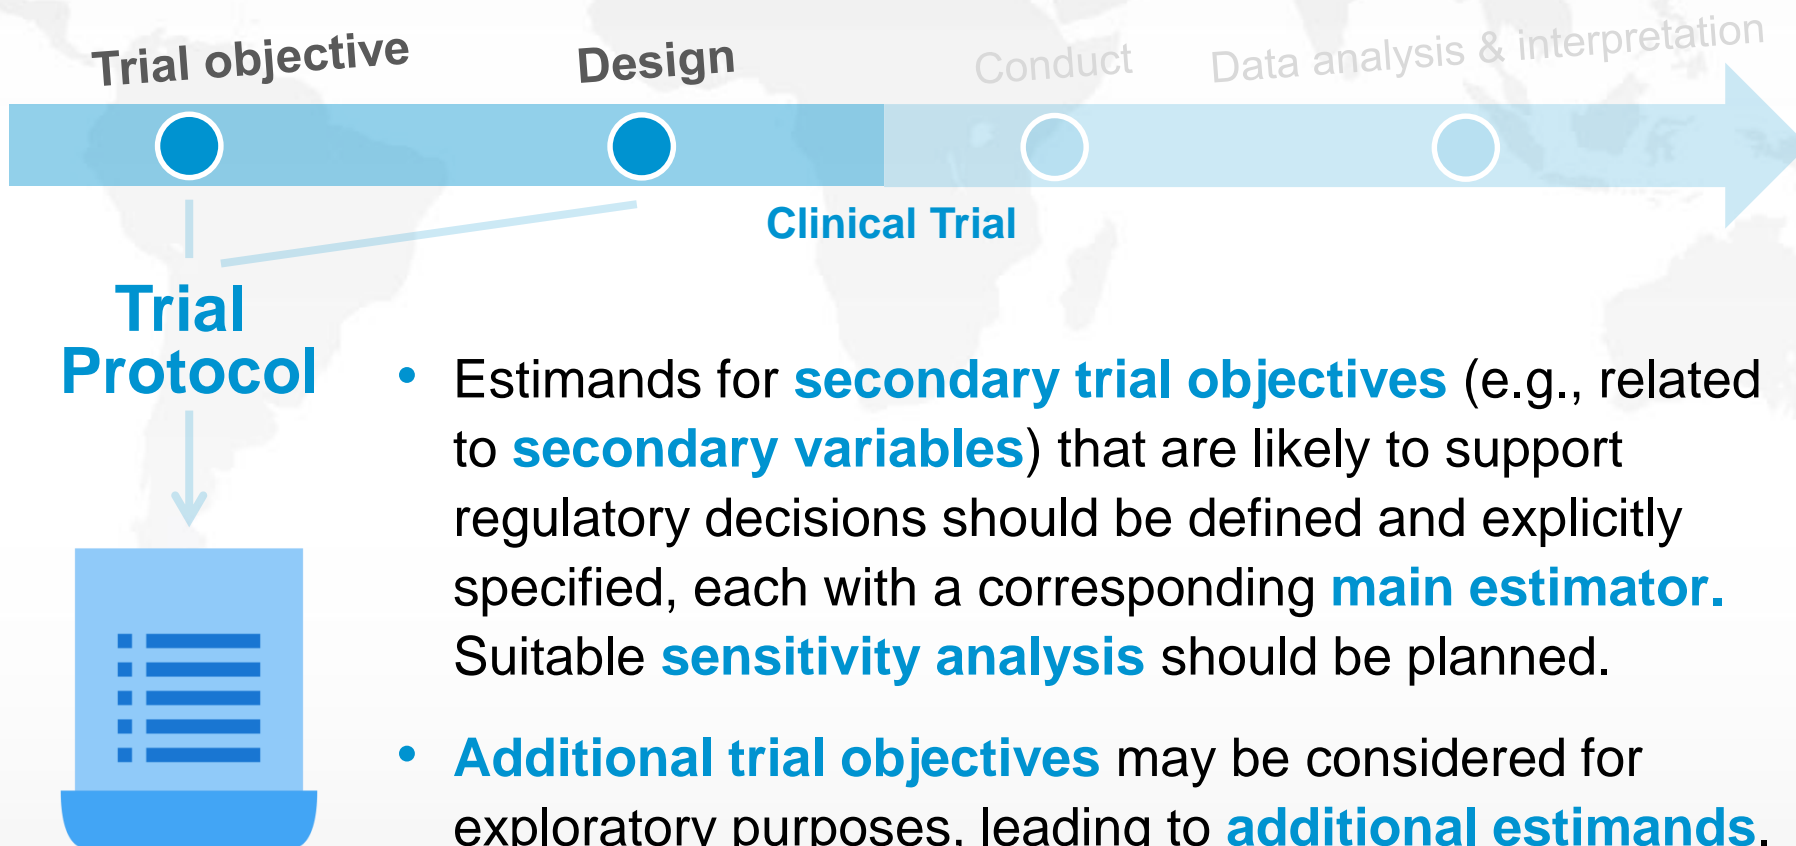 Trial objective
Design
Conduct
Data analysis & interpretation
Clinical Trial
Trial
Protocol
• Estimands for secondary trial objectives (e.g., related
to secondary variables) that are likely to support
regulatory decisions should be defined and explicitly
specified, each with a corresponding main estimator.
Suitable sensitivity analysis should be planned.
• Additional trial objectives may be considered for
exploratory purposes, leading to additional estimands.